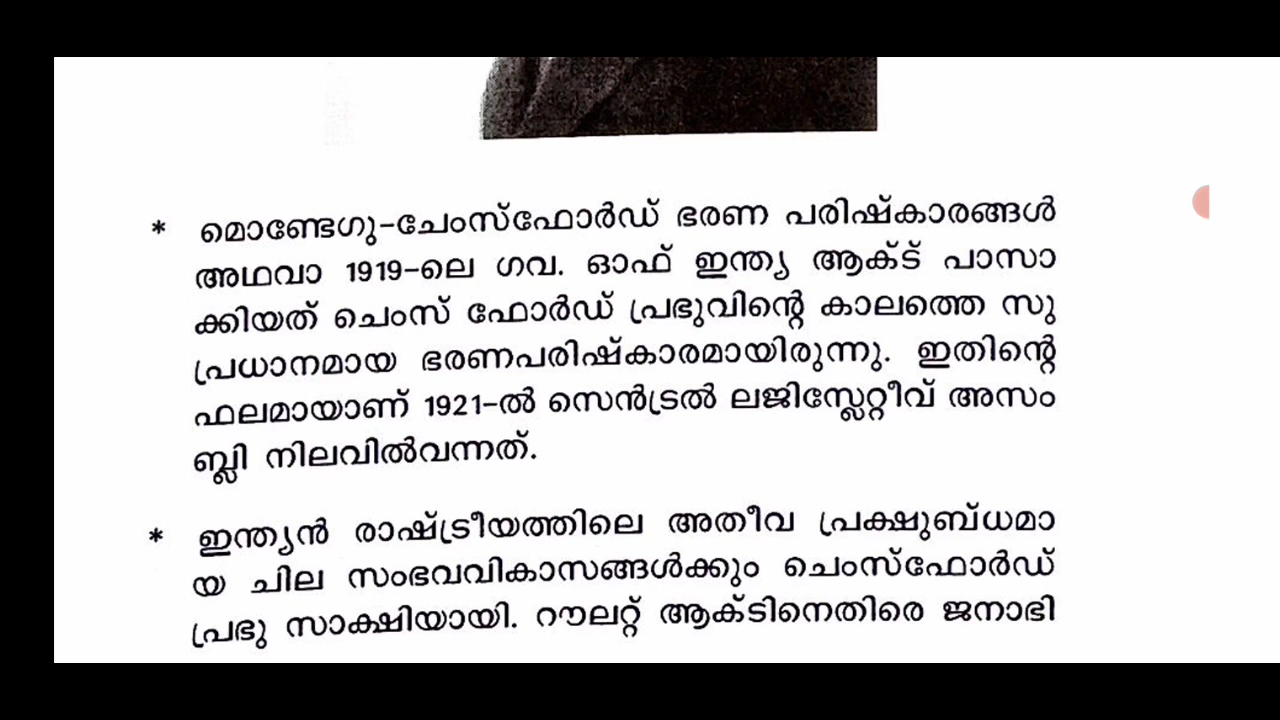 * മൊണ്ടേഗു-ചേംസ്ഫോർഡ് ഭരണ പരിഷ്കാരങ്ങൾ
അഥവാ 1919-ലെ ഗവ. ഓഫ് ഇന്ത്യ ആക്ട് പാസാ
ക്കിയത് ചെംസ് ഫോർഡ് പ്രഭുവിന്റെ കാലത്തെ സു
പ്രധാനമായ ഭരണപരിഷ്കാരമായിരുന്നു. ഇതിന്റെ
ഫലമായാണ് 1921-ൽ സെൻട്രൽ ലജിസ്ലേറ്റീവ് അസം
ബ്ലി നിലവിൽവന്നത്.
* ഇന്ത്യൻ രാഷ്ട്രീയത്തിലെ അതീവ പ്രക്ഷുബ്ധമാ
യ ചില സംഭവവികാസങ്ങൾക്കും ചെംസ്ഫോർഡ്
പ്രഭു സാക്ഷിയായി. റൗലറ്റ് ആക്ടിനെതിരെ ജനാഭി